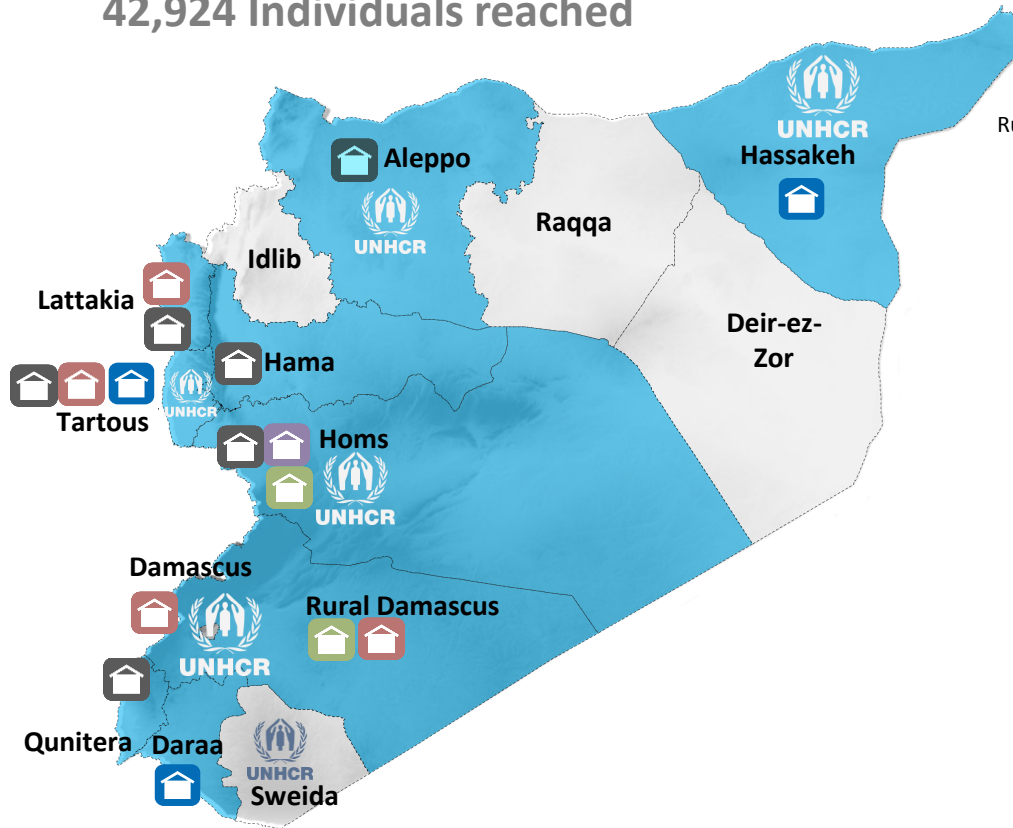 42,924 Individuals reached
UNHCR
Hassakeh
Aleppo
UNHCR
Raqqa
Idlib
Lattakia
Deir-ez-
Zor
Hama
UNHCR
Tartous
Homs
UNHCR
Damascus
Rural Damascus
UNHCR
Qunitera
Daraa
UNHCR
Sweida